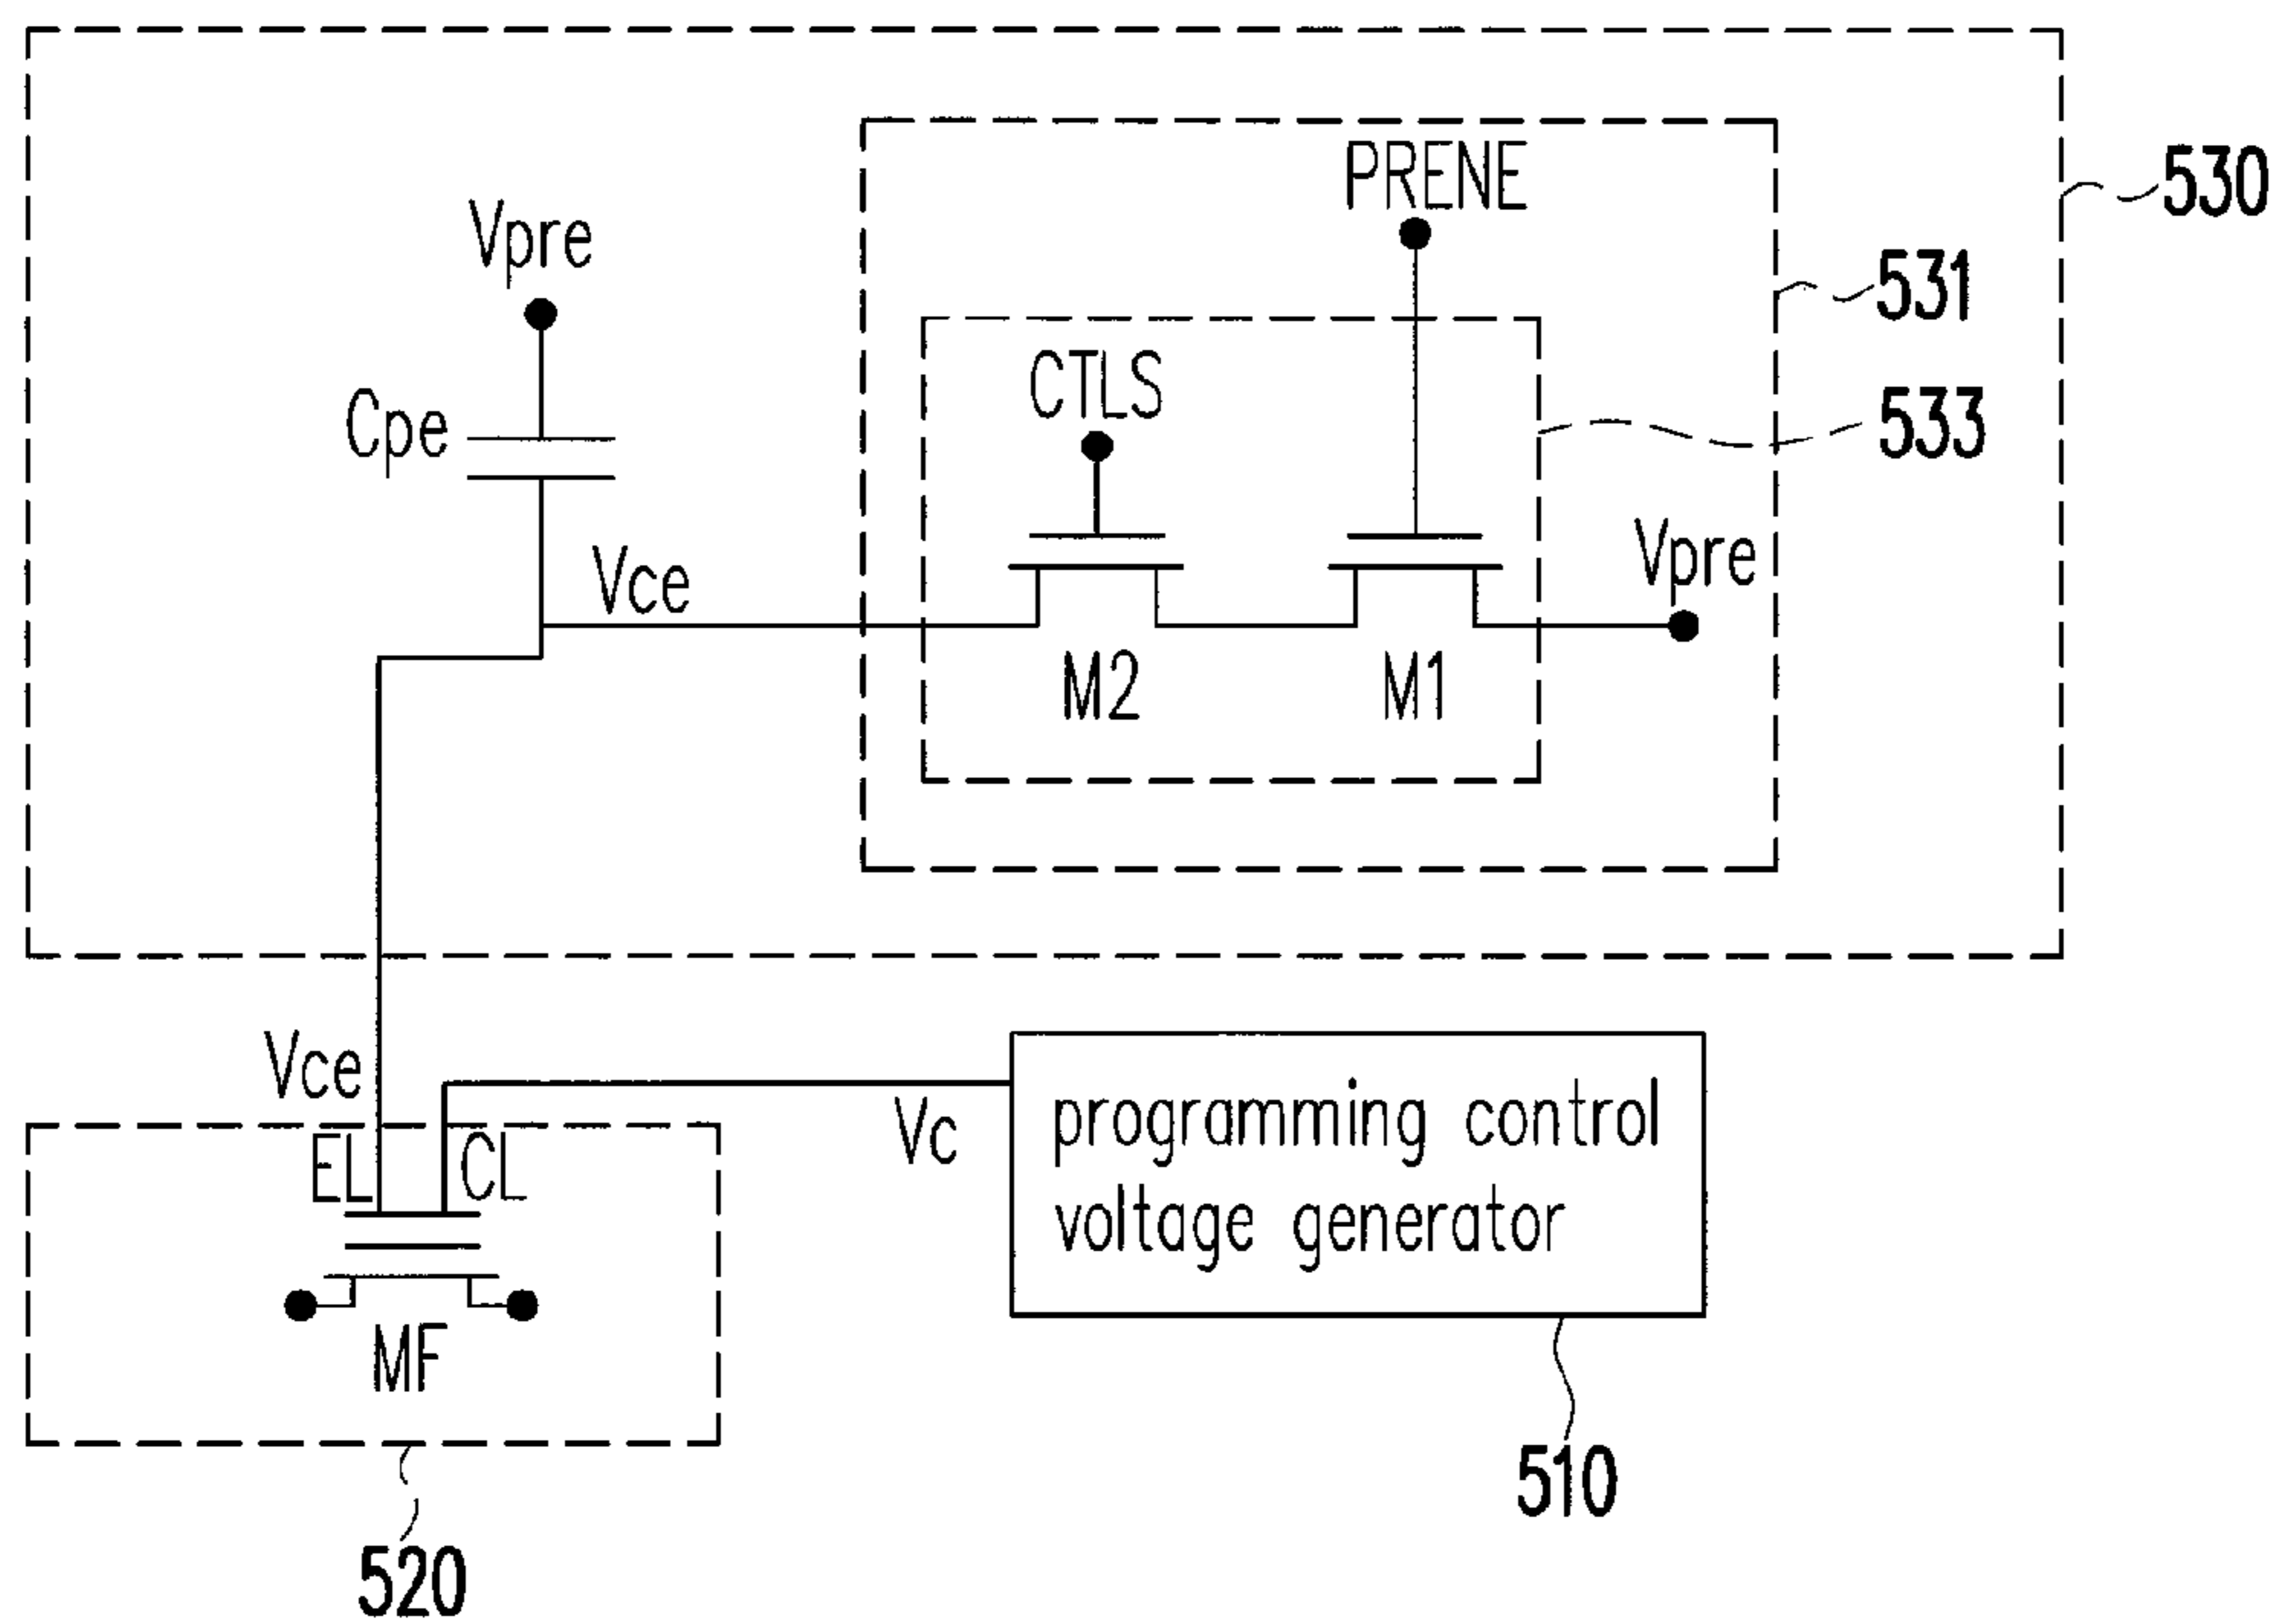 PRENE
530
Vpre
531
CTLS
Cpe
533
Vpre
Vce
M2
M1
Vce
EL
CL
Vc
programming control
voltage generator
MF
510
520